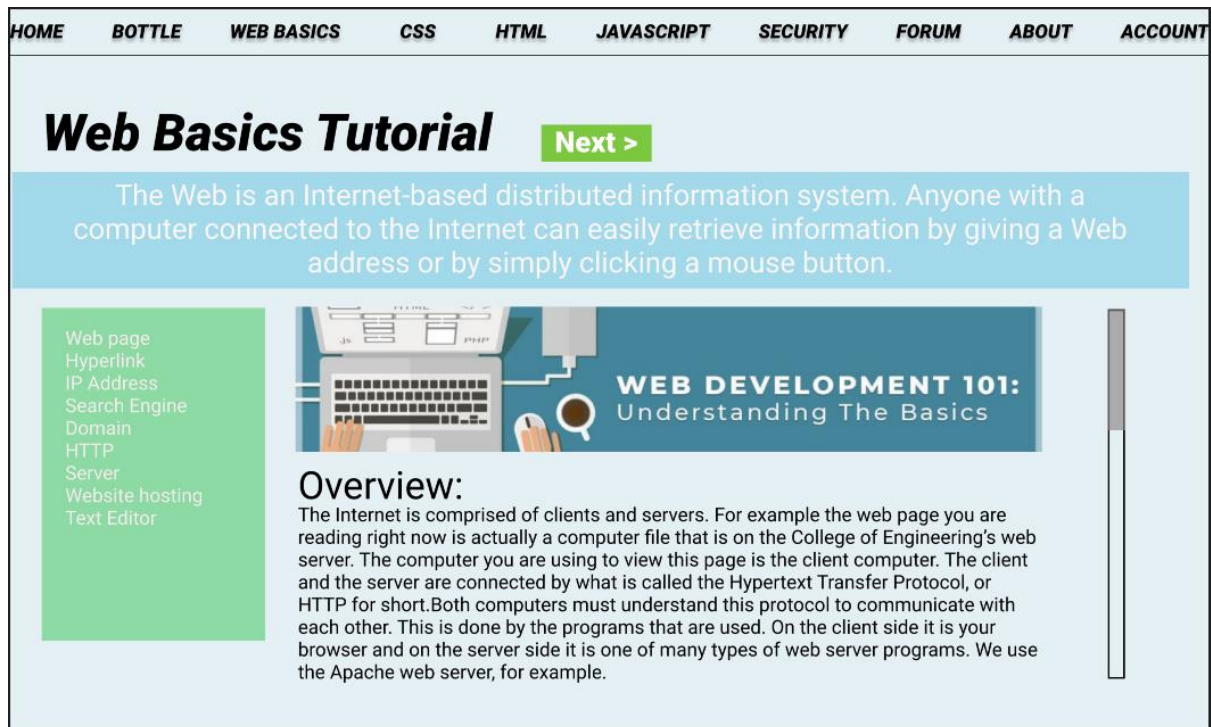 HOME BOTTLE WEB BASICS CSS HTML JAVASCRIPT SECURITY FORUM ABOUT ACCOUNT
Web Basics Tutorial
Next >
The Web is an Internet-based distributed information system. Anyone with a
computer connected to the Internet can easily retrieve information by giving a Web
address or by simply clicking a mouse button.
Web page
Hyperlink
IP Address
Search Engine
Domain
HTTP
Server
Website hosting
Text Editor
HTML </>
Js
PHP
WEB DEVELOPMENT 101:
Understanding The Basics
Overview:
The Internet is comprised of clients and servers. For example the web page you are
reading right now is actually a computer file that is on the College of Engineering’s web
server. The computer you are using to view this page is the client computer. The client
and the server are connected by what is called the Hypertext Transfer Protocol, or
HTTP for short.Both computers must understand this protocol to communicate with
each other. This is done by the programs that are used. On the client side it is your
browser and on the server side it is one of many types of web server programs. We use
the Apache web server, for example.